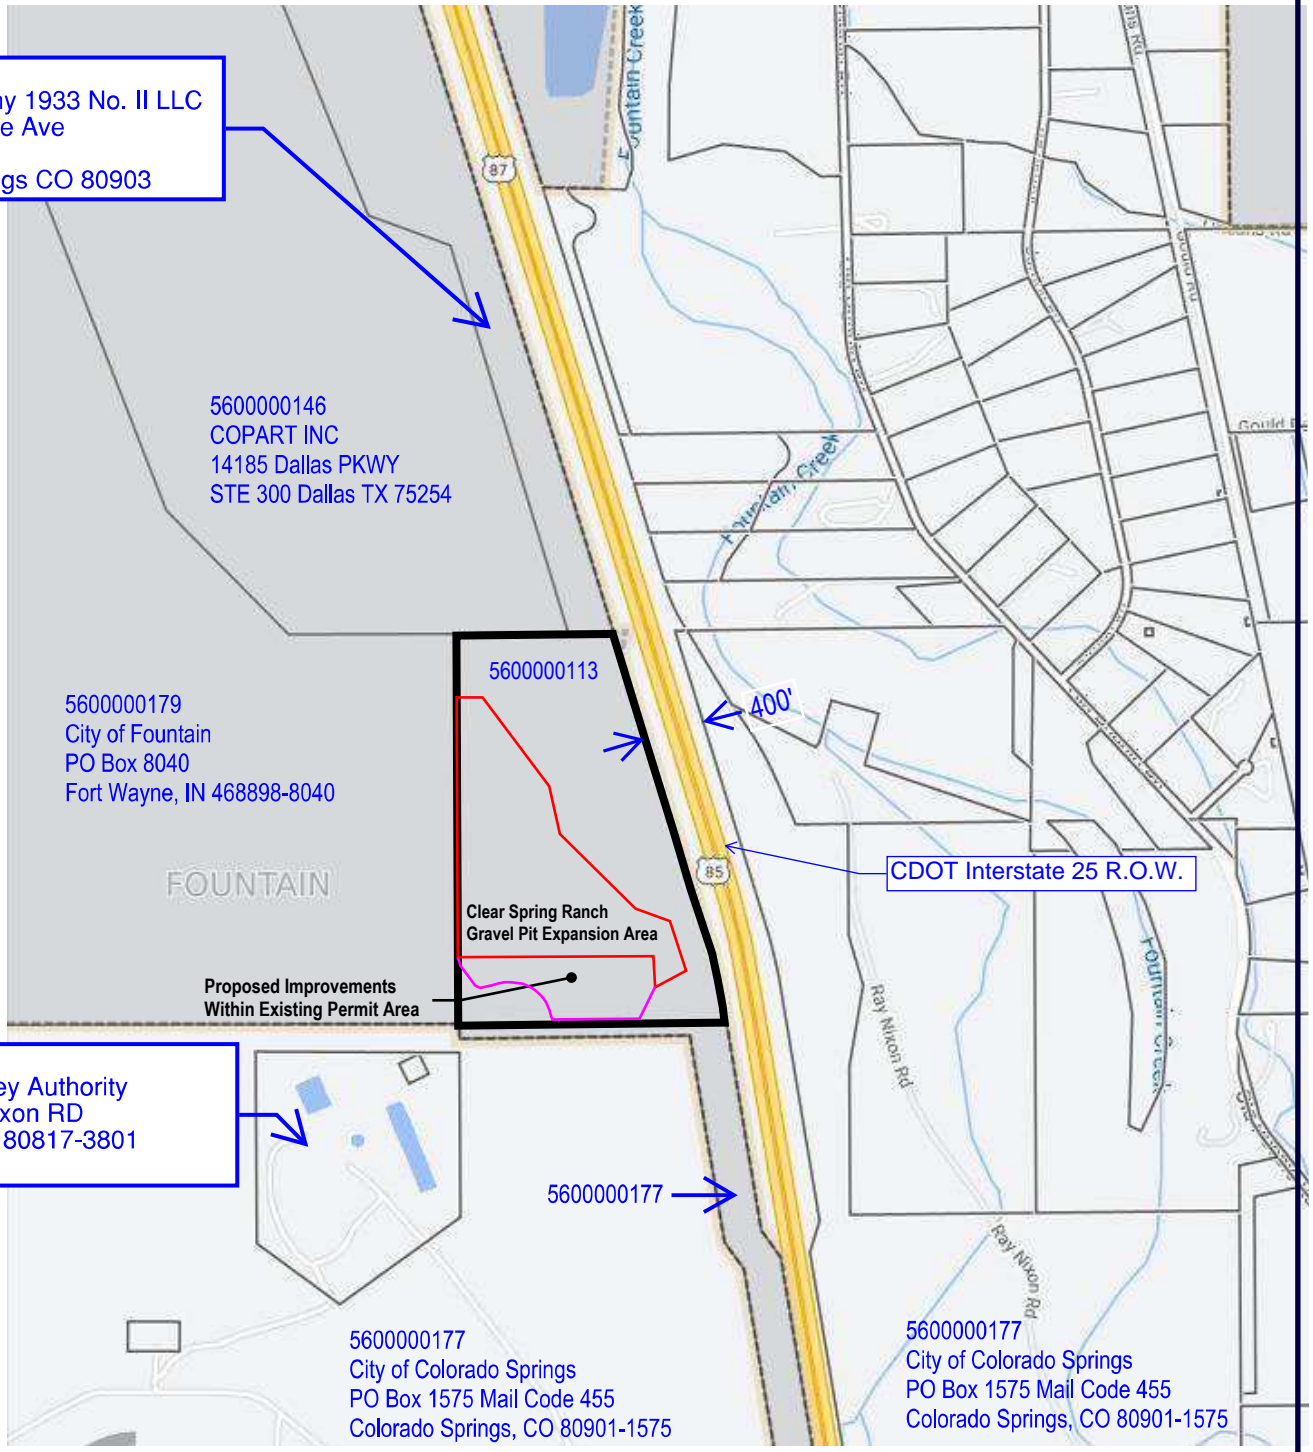 ny 1933 No. II LLC
e Ave
gs CO 80903
87
Fountain Creek
Gould Rd
5600000146
COPART INC
14185 Dallas PKWY
STE 300 Dallas TX 75254
Fountain Creek
Gould
5600000113
5600000179
City of Fountain
PO Box 8040
Fort Wayne, IN 468898-8040
400'
85
CDOT Interstate 25 R.O.W.
FOUNTAIN
Clear Spring Ranch
Gravel Pit Expansion Area
Proposed Improvements
Within Existing Permit Area
Fountain Creek
Ray Nixon Rd
ey Authority
xon RD
80817-3801
5600000177
Ray Nixon Rd
5600000177
City of Colorado Springs
PO Box 1575 Mail Code 455
Colorado Springs, CO 80901-1575
5600000177
City of Colorado Springs
PO Box 1575 Mail Code 455
Colorado Springs, CO 80901-1575